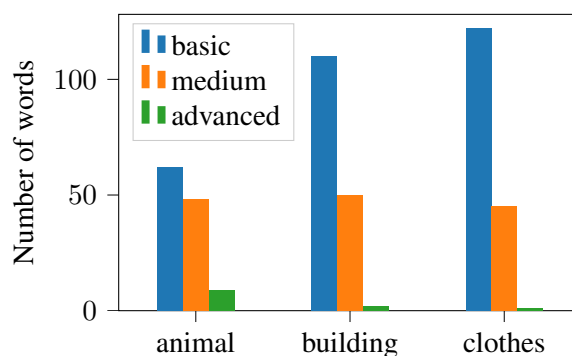 basic
medium
advanced
Number of words
100
50
0
animal building clothes